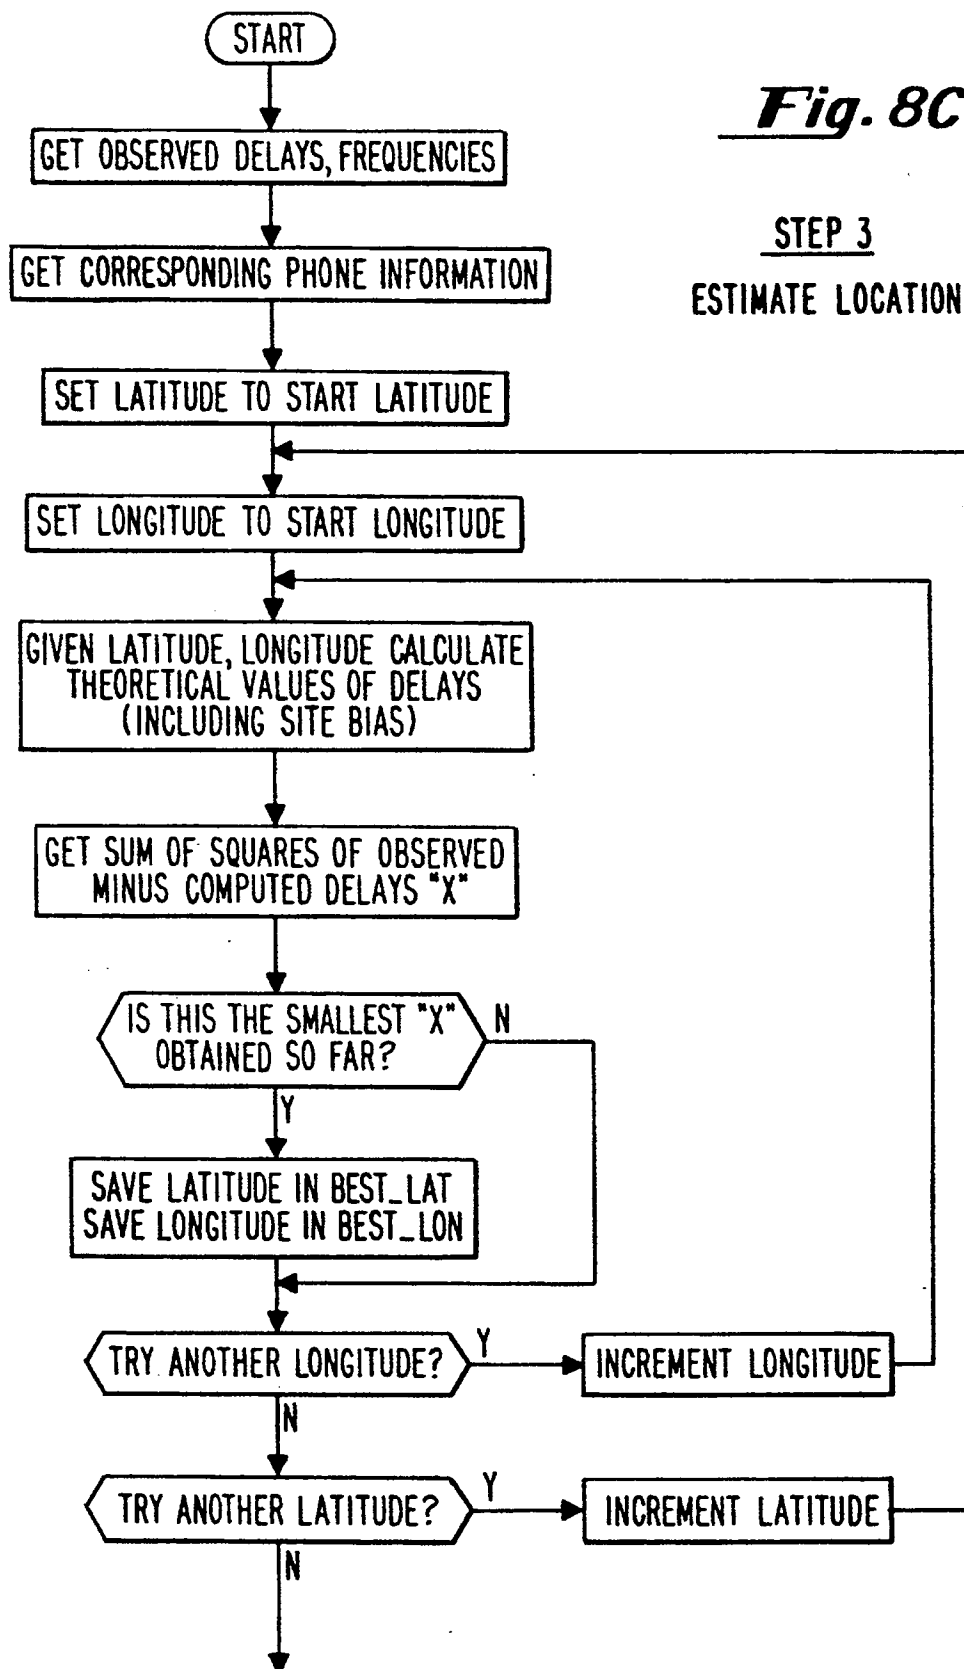 START
Fig. 8C
GET OBSERVED DELAYS, FREQUENCIES
STEP 3
GET CORRESPONDING PHONE INFORMATION
ESTIMATE LOCATION
SET LATITUDE TO START LATITUDE
SET LONGITUDE TO START LONGITUDE
GIVEN LATITUDE, LONGITUDE CALCULATE
THEORETICAL VALUES OF DELAYS
(INCLUDING SITE BIAS)
GET SUM OF SQUARES OF OBSERVED
MINUS COMPUTED DELAYS "X"
IS THIS THE SMALLEST "X"
OBTAINED SO FAR?
N
Y
SAVE LATITUDE IN BEST_LAT
SAVE LONGITUDE IN BEST_LON
TRY ANOTHER LONGITUDE?
Y
INCREMENT LONGITUDE
N
TRY ANOTHER LATITUDE?
Y
INCREMENT LATITUDE
N